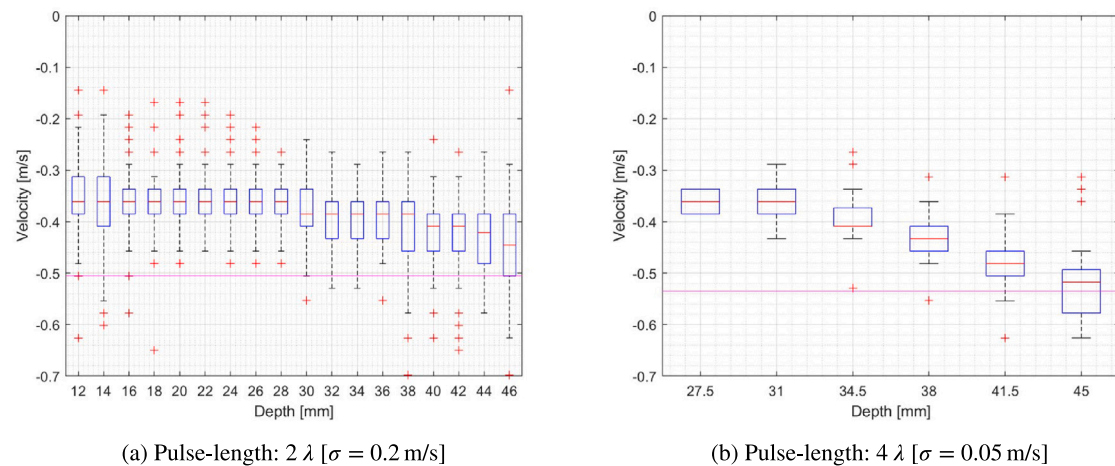 0
-0.1
-0.2
-0.3
-0.4
-0.5
-0.6
-0.7
Velocity [m/s]
12 14 16 18 20 22 24 26 28 30 32 34 36 38 40 42 44 46
Depth [mm]
(a) Pulse-length: 2 λ [σ = 0.2 m/s]
0
-0.1
-0.2
-0.3
-0.4
-0.5
-0.6
-0.7
Velocity [m/s]
27.5 31 34.5 38 41.5 45
Depth [mm]
(b) Pulse-length: 4 λ [σ = 0.05 m/s]